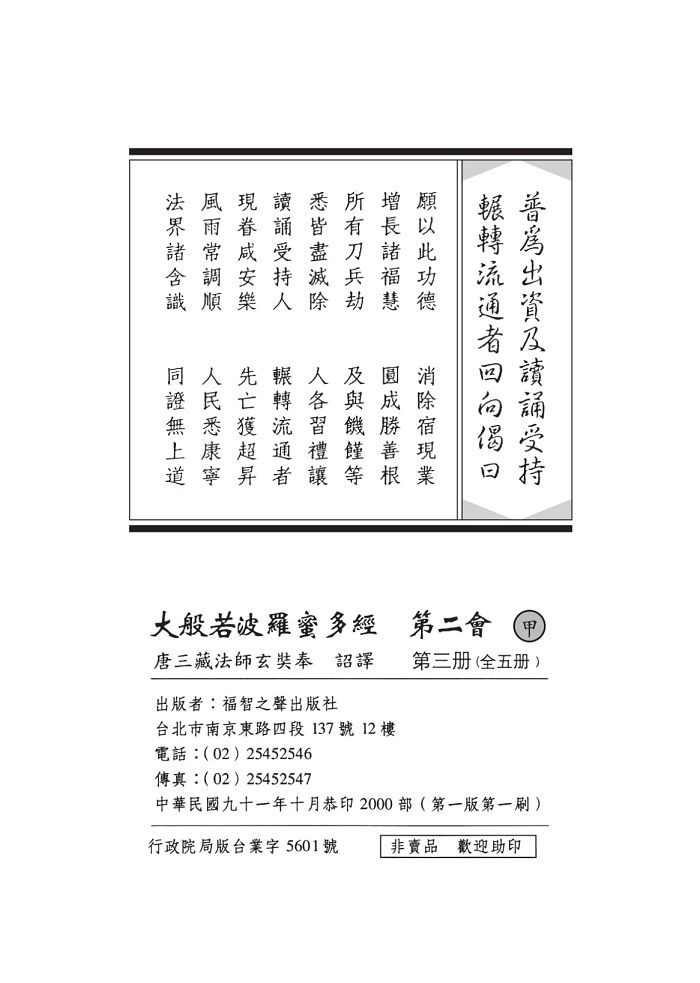 普為出資及讀誦受持
輾轉流通者回向偈曰
願以此功德 消除宿現業
增長諸福慧 圓成勝善根
所有刀兵劫 及與饑饉等
悉皆盡滅除 人各習禮讓
讀誦受持人 輾轉流通者
現眷咸安樂 先亡獲超昇
風雨常調順 人民悉康寧
法界諸含識 同證無上道
大般若波羅蜜多經 第二會 甲
唐三藏法師玄奘奉 詔譯 第三册(全五册)
出版者：福智之聲出版社
台北市南京東路四段 137 號 12 樓
電話：(02) 25452546
傳真：(02) 25452547
中華民國九十一年十月恭印 2000 部（第一版第一刷）
行政院局版台業字 5601 號 非賣品 歡迎助印